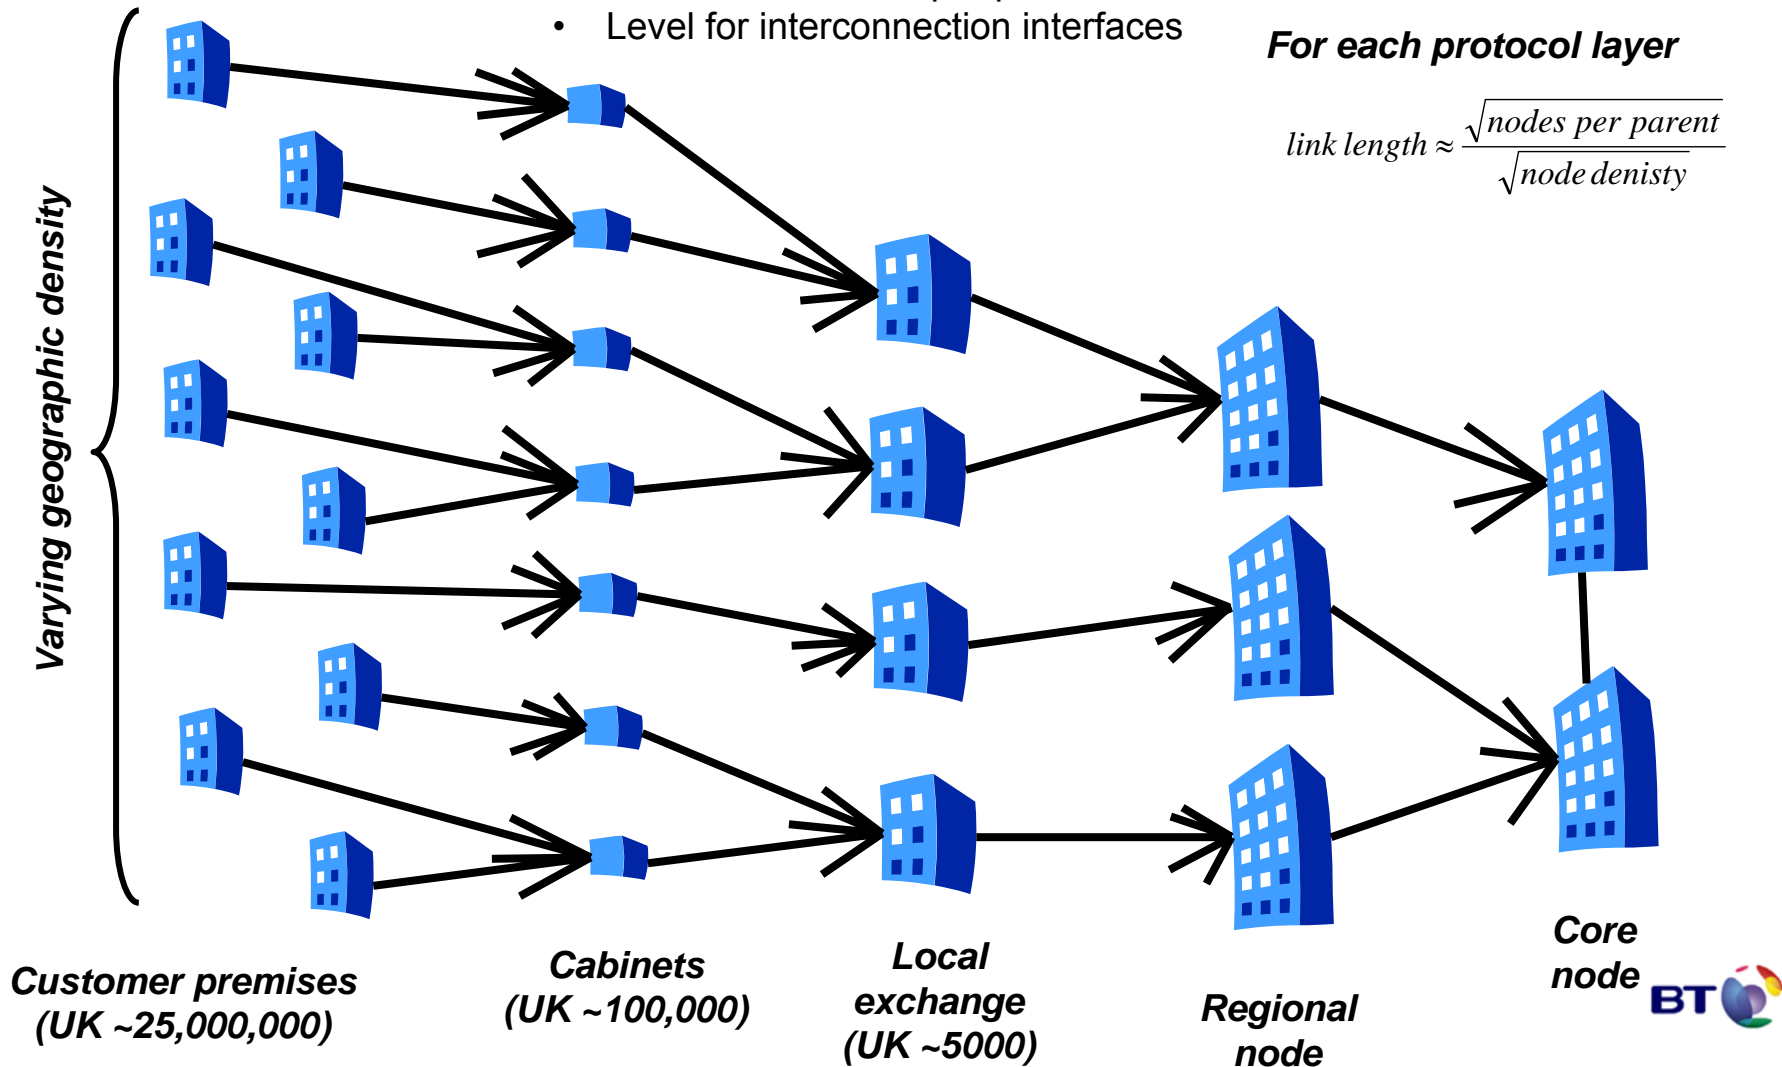 • Level for interconnection interfaces
For each protocol layer
link length ≈ √nodes per parent / √node denisty
Varying geographic density
Customer premises
(UK ~25,000,000)
Cabinets
(UK ~100,000)
Local
exchange
(UK ~5000)
Regional
node
Core
node
BT